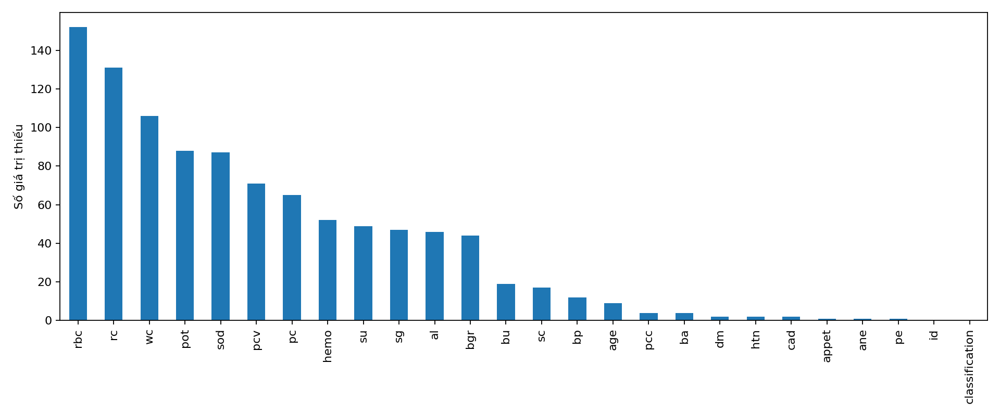 Số giá trị thiếu
140
120
100
80
60
40
20
0
rbc
rc
wc
pot
sod
pcv
pc
hemo
su
sg
al
bgr
bu
sc
bp
age
pcc
ba
dm
htn
cad
appet
ane
pe
id
classification